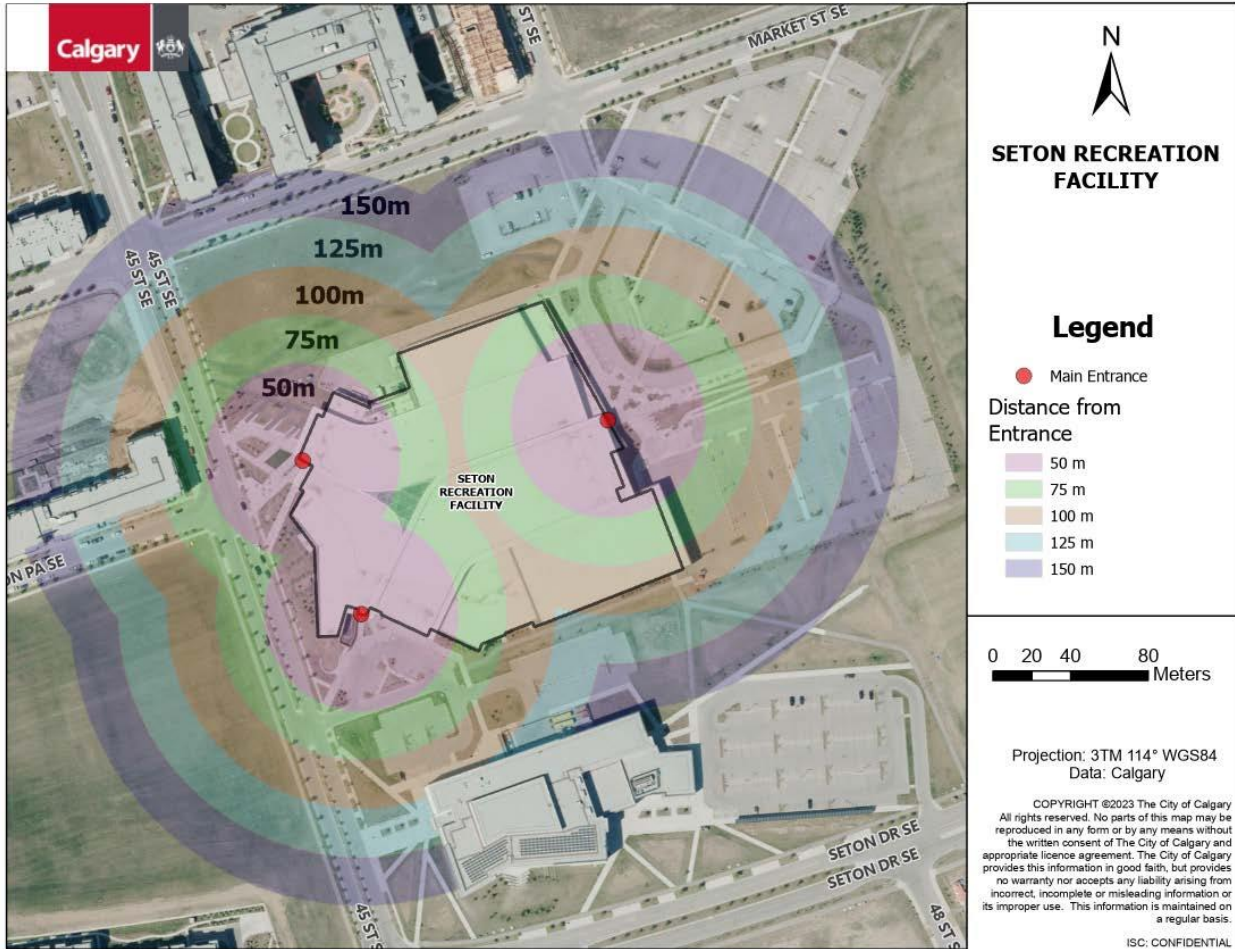 Calgary
MARKET ST SE
ST SE
150m
125m
45 ST SE
45 ST SE
100m
75m
50m
SETON
RECREATION
FACILITY
ON PA SE
SETON DR SE
SETON DR SE
45 ST S
48 S
N
SETON RECREATION
FACILITY
Legend
Main Entrance
Distance from
Entrance
50 m
75 m
100 m
125 m
150 m
0 20 40 80
Meters
Projection: 3TM 114° WGS84
Data: Calgary
COPYRIGHT ©2023 The City of Calgary
All rights reserved. No parts of this map may be
reproduced in any form or by any means without
the written consent of The City of Calgary and
appropriate licence agreement. The City of Calgary
provides this information in good faith, but provides
no warranty nor accepts any liability arising from
incorrect, incomplete or misleading information or
its improper use. This information is maintained on
a regular basis.
ISC: CONFIDENTIAL